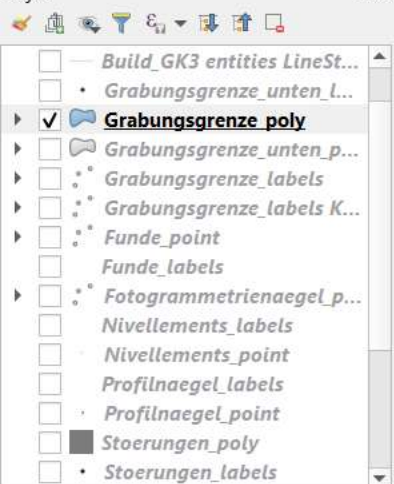 Build_GK3 entities LineSt...
Grabungsgrenze_unten_l...
Grabungsgrenze_poly
Grabungsgrenze_unten_p...
Grabungsgrenze_labels
Grabungsgrenze_labels K...
Funde_point
Funde_labels
Fotogrammetrienaegel_p...
Nivellements_labels
Nivellements_point
Profilnaegel_labels
Profilnaegel_point
Stoerungen_poly
Stoerungen_labels